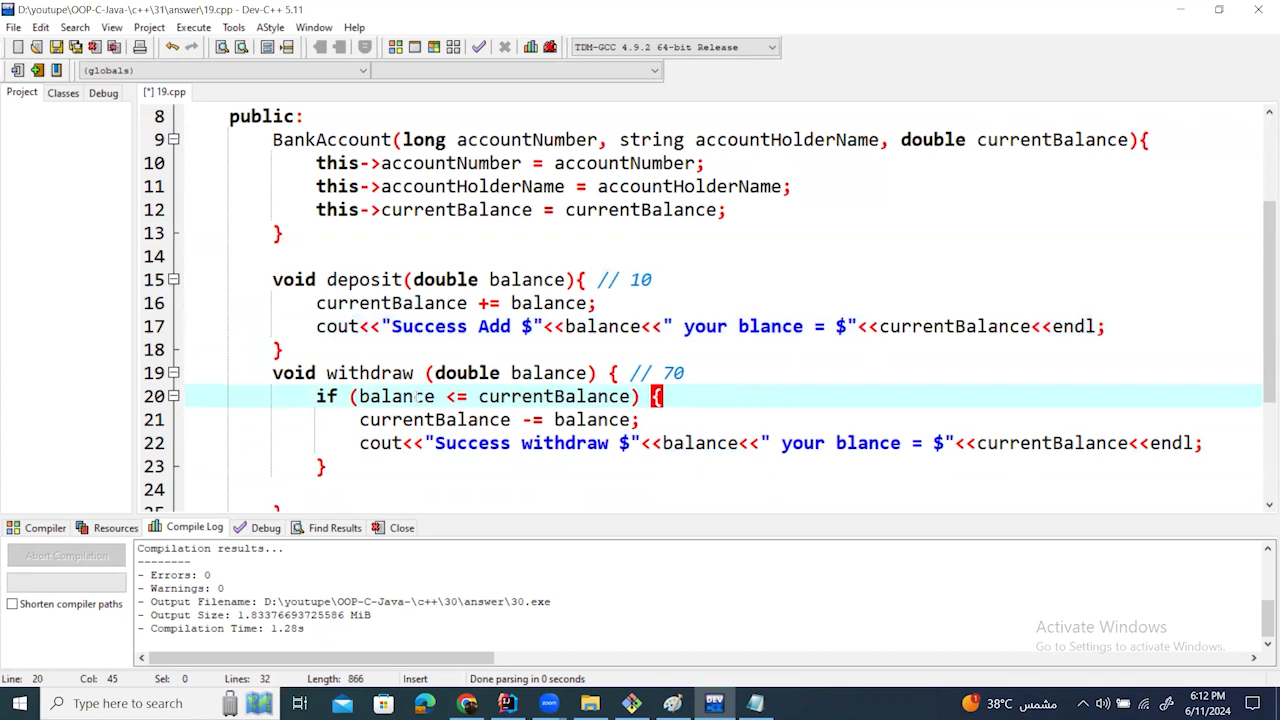 D:\youtupe\OOP-C-Java-\c++\31\answer\19.cpp - Dev-C++ 5.11
File Edit Search View Project Execute Tools AStyle Window Help
TDM-GCC 4.9.2 64-bit Release
(globals)
Project Classes Debug [*] 19.cpp
8 public:
9 BankAccount(long accountNumber, string accountHolderName, double currentBalance){
10 this->accountNumber = accountNumber;
11 this->accountHolderName = accountHolderName;
12 this->currentBalance = currentBalance;
13 }
14
15 void deposit(double balance){ // 10
16 currentBalance += balance;
17 cout<<"Success Add $"<<balance<<" your blance = $"<<currentBalance<<endl;
18 }
19 void withdraw (double balance) { // 70
20 if (balance <= currentBalance) {
21 currentBalance -= balance;
22 cout<<"Success withdraw $"<<balance<<" your blance = $"<<currentBalance<<endl;
23 }
24
25 }
Compiler Resources Compile Log Debug Find Results Close
Abort Compilation
Shorten compiler paths
Compilation results...
--------
- Errors: 0
- Warnings: 0
- Output Filename: D:\youtupe\OOP-C-Java-\c++\30\answer\30.exe
- Output Size: 1.83376693725586 MiB
- Compilation Time: 1.28s
Activate Windows
Go to Settings to activate Windows.
Line: 20 Col: 45 Sel: 0 Lines: 32 Length: 866 Insert Done parsing in 0 seconds
Type here to search
zoom
DEV
38°C مشمس
6:12 PM
6/11/2024